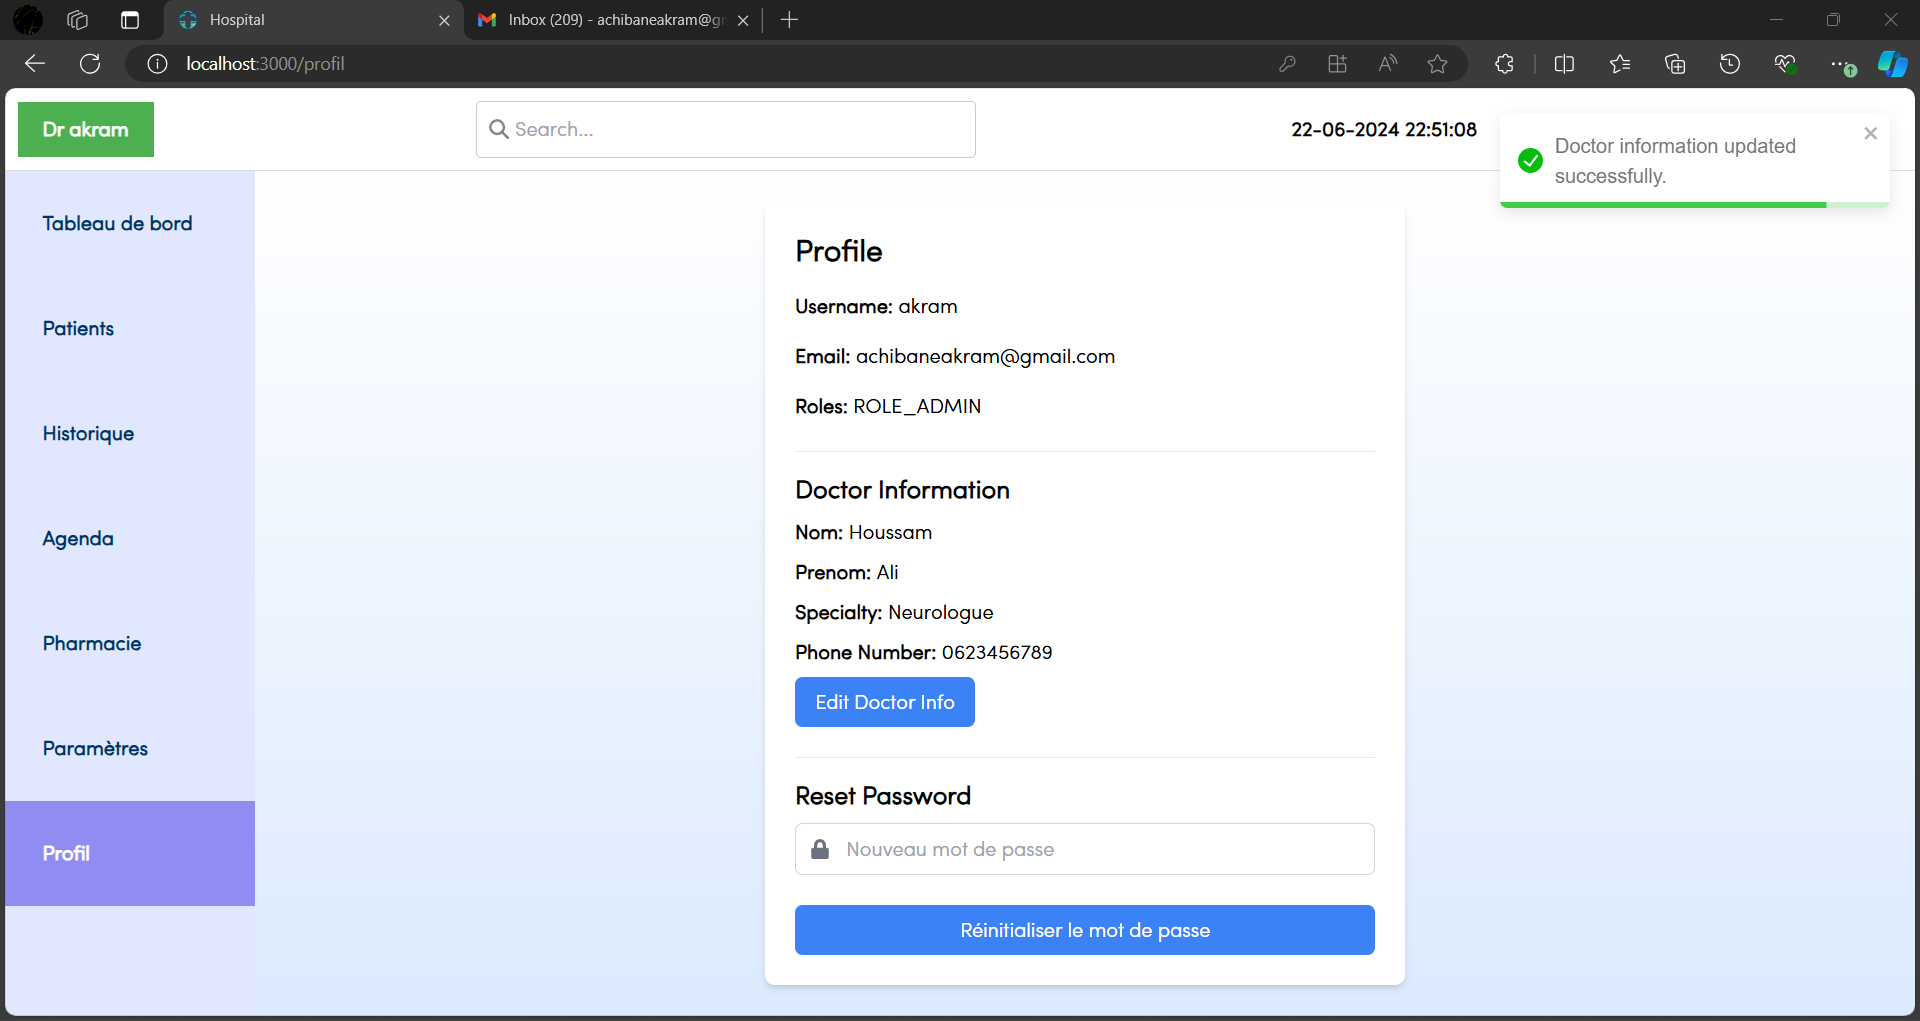 Hospital
Inbox (209) - achibaneakram@g
localhost:3000/profil
Dr akram
Search...
22-06-2024 22:51:08
Doctor information updated
successfully.
Tableau de bord
Patients
Historique
Agenda
Pharmacie
Paramètres
Profil
Profile
Username: akram
Email: achibaneakram@gmail.com
Roles: ROLE_ADMIN
Doctor Information
Nom: Houssam
Prenom: Ali
Specialty: Neurologue
Phone Number: 0623456789
Edit Doctor Info
Reset Password
Nouveau mot de passe
Réinitialiser le mot de passe